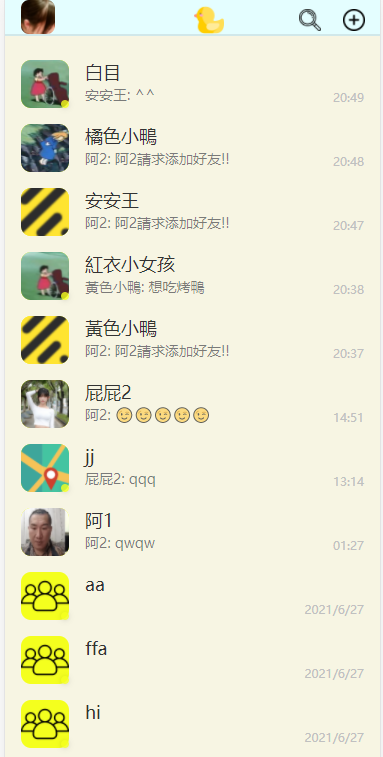 白目
安安王: ^^
20:49
橘色小鴨
阿2: 阿2請求添加好友!!
20:48
安安王
阿2: 阿2請求添加好友!!
20:47
紅衣小女孩
黃色小鴨: 想吃烤鴨
20:38
黃色小鴨
阿2: 阿2請求添加好友!!
20:37
屁屁2
阿2: 😉😉😉😉😉
14:51
jj
屁屁2: qqq
13:14
阿1
阿2: qwqw
01:27
aa
2021/6/27
ffa
2021/6/27
hi
2021/6/27